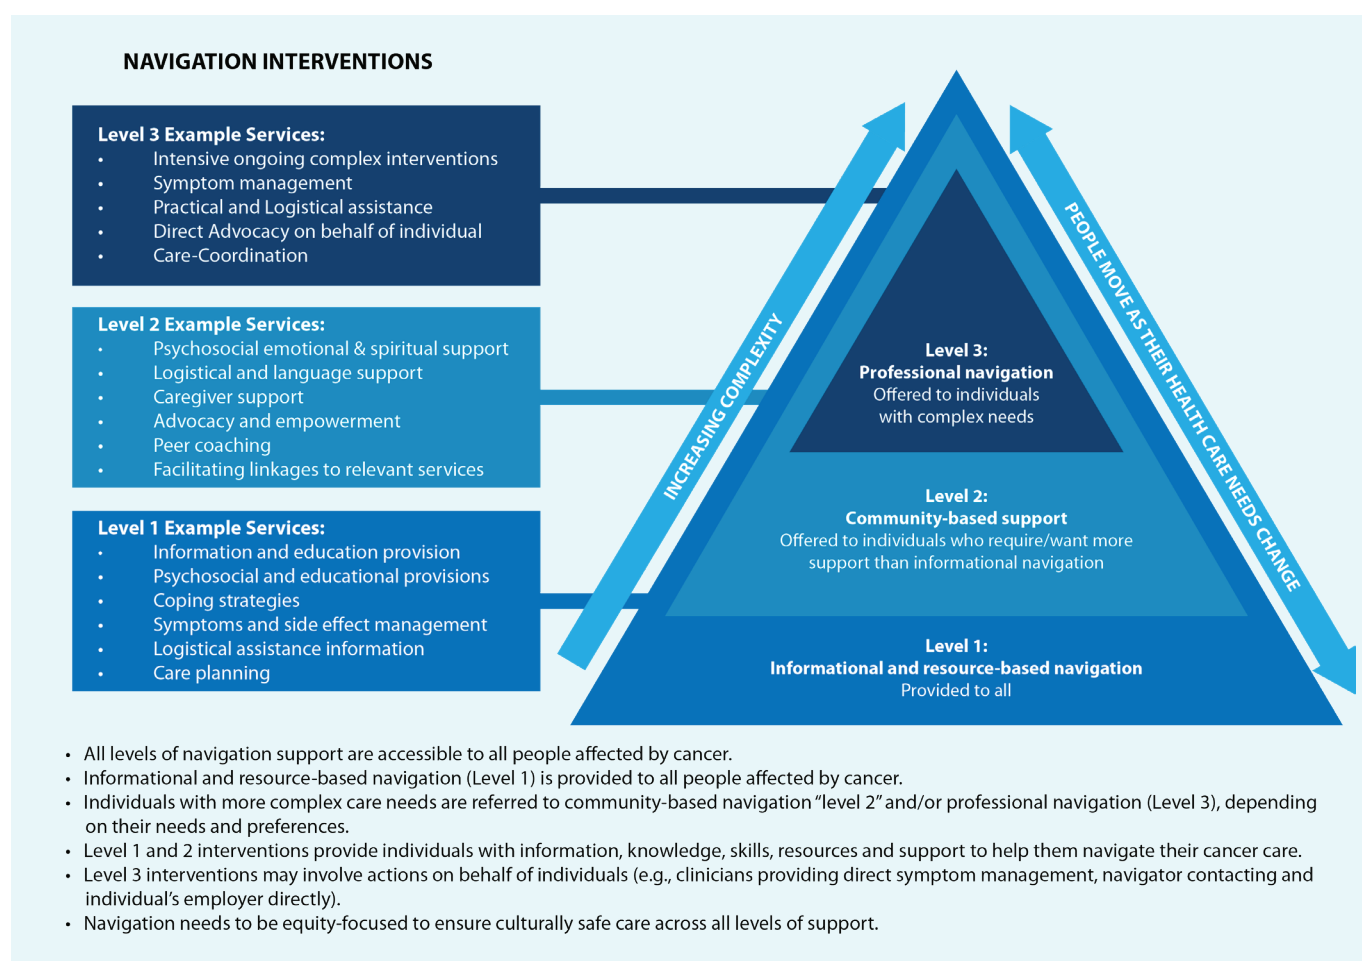 NAVIGATION INTERVENTIONS
Level 3 Example Services:
• Intensive ongoing complex interventions
• Symptom management
• Practical and Logistical assistance
• Direct Advocacy on behalf of individual
• Care-Coordination
Level 2 Example Services:
• Psychosocial emotional & spiritual support
• Logistical and language support
• Caregiver support
• Advocacy and empowerment
• Peer coaching
• Facilitating linkages to relevant services
Level 1 Example Services:
• Information and education provision
• Psychosocial and educational provisions
• Coping strategies
• Symptoms and side effect management
• Logistical assistance information
• Care planning
INCREASING COMPLEXITY
Level 3:
Professional navigation
Offered to individuals
with complex needs
Level 2:
Community-based support
Offered to individuals who require/want more
support than informational navigation
Level 1:
Informational and resource-based navigation
Provided to all
PEOPLE MOVE AS THEIR HEALTH CARE NEEDS CHANGE
• All levels of navigation support are accessible to all people affected by cancer.
• Informational and resource-based navigation (Level 1) is provided to all people affected by cancer.
• Individuals with more complex care needs are referred to community-based navigation “level 2” and/or professional navigation (Level 3), depending
on their needs and preferences.
• Level 1 and 2 interventions provide individuals with information, knowledge, skills, resources and support to help them navigate their cancer care.
• Level 3 interventions may involve actions on behalf of individuals (e.g., clinicians providing direct symptom management, navigator contacting and
individual’s employer directly).
• Navigation needs to be equity-focused to ensure culturally safe care across all levels of support.